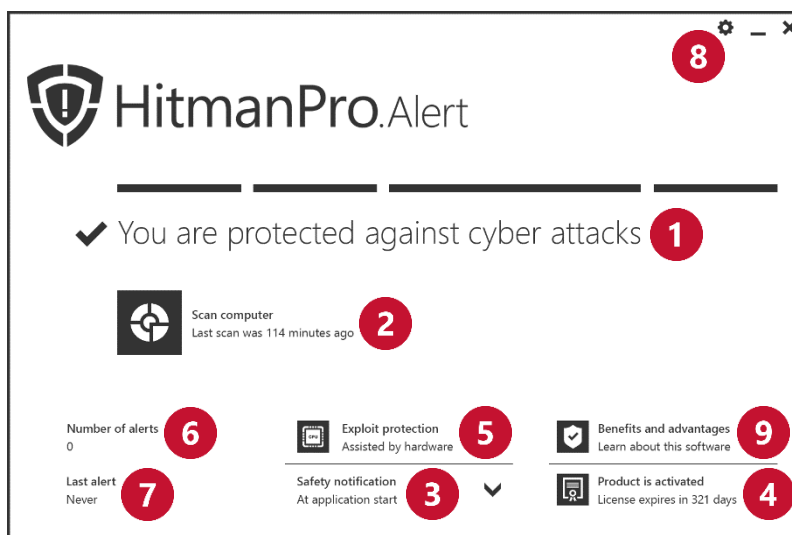 8
HitmanPro.Alert
You are protected against cyber attacks 1
Scan computer
Last scan was 114 minutes ago 2
Number of alerts
0
6
Exploit protection
Assisted by hardware
CPU
5
Benefits and advantages
Learn about this software
9
Last alert
Never
7
Safety notification
At application start
3
Product is activated
License expires in 321 days
4